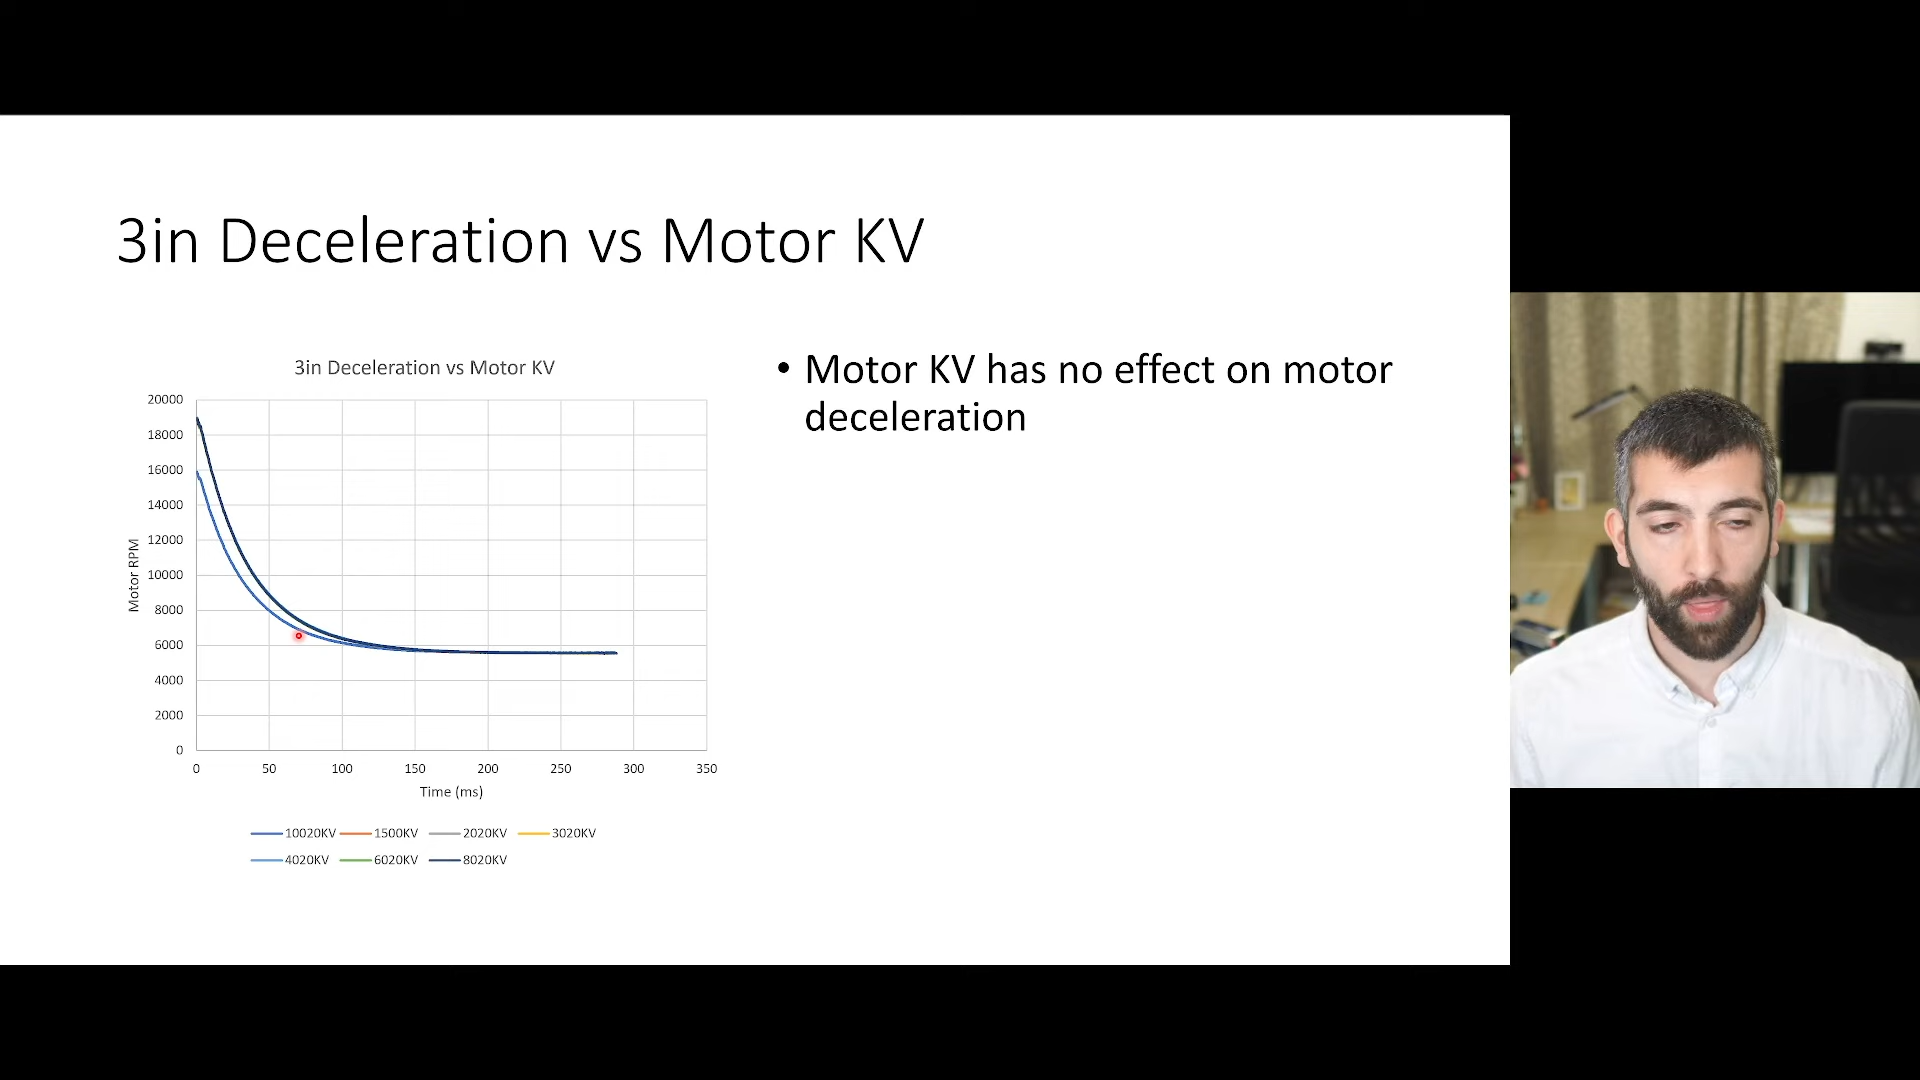 3in Deceleration vs Motor KV
3in Deceleration vs Motor KV
20000
18000
16000
14000
12000
10000
8000
6000
4000
2000
0
Motor RPM
0 50 100 150 200 250 300 350
Time (ms)
10020KV 1500KV 2020KV 3020KV
4020KV 6020KV 8020KV
• Motor KV has no effect on motor
deceleration